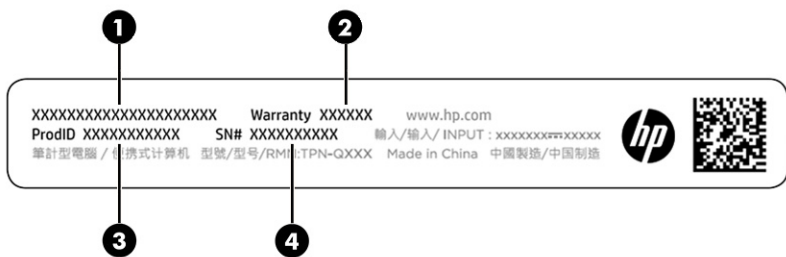 1
2
XXXXXXXXXXXXXXXXXXXXX Warranty XXXXXX www.hp.com
ProdID XXXXXXXXXXX SN# XXXXXXXXXX 輸入/输入/ INPUT : xxxxxxx⎓xxxxx
筆計型電腦 / 便携式计算机 型號/型号/RMN:TPN-QXXX Made in China 中國製造/中国制造
hp
3
4